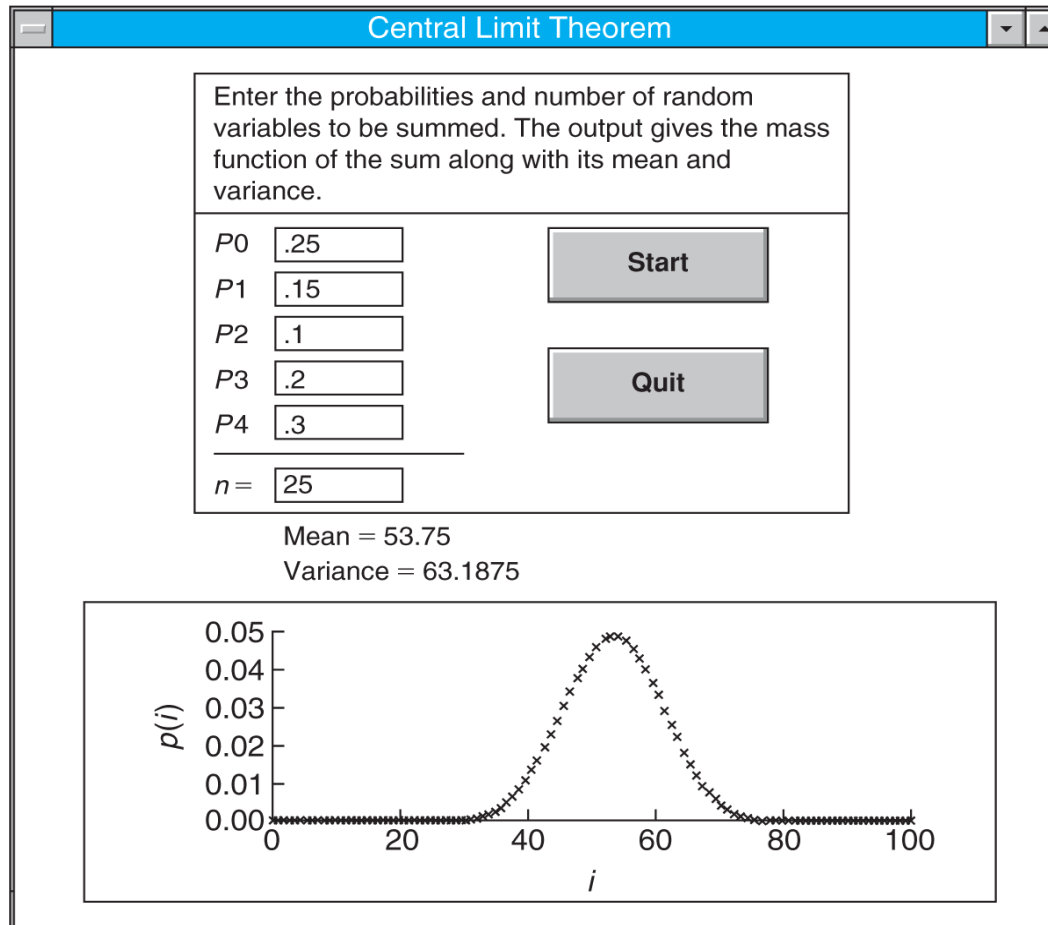 Central Limit Theorem
Enter the probabilities and number of random
variables to be summed. The output gives the mass
function of the sum along with its mean and
variance.
P0 .25
Start
P1 .15
P2 .1
Quit
P3 .2
P4 .3
n = 25
Mean = 53.75
Variance = 63.1875
0.05
0.04
0.03
0.02
0.01
0.00
p(i)
0 20 40 60 80 100
i